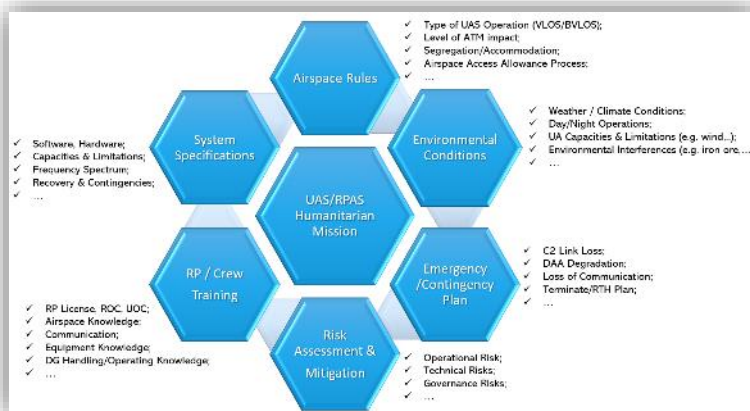 Type of UAS Operation (VLOS/BVLOS);
Level of ATM impact;
Segregation/Accommodation;
Airspace Access Allowance Process;
...
Airspace Rules
Weather / Climate Conditions;
Day/Night Operations;
UA Capacities & Limitations (e.g. wind...);
Environmental Interferences (e.g. iron ore,...
...
Environmental
Conditions
System
Specifications
Software, Hardware;
Capacities & Limitations;
Frequency Spectrum;
Recovery & Contingencies;
...
UAS/RPAS
Humanitarian
Mission
C2 Link Loss;
DAA Degradation;
Loss of Communication;
Terminate/RTH Plan;
...
Emergency
/Contingency
Plan
RP / Crew
Training
RP License, ROC, UOC;
Airspace Knowledge;
Communication;
Equipment Knowledge;
DG Handling/Operating Knowledge;
...
Risk
Assessment &
Mitigation
Operational Risk;
Technical Risks;
Governance Risks;
...